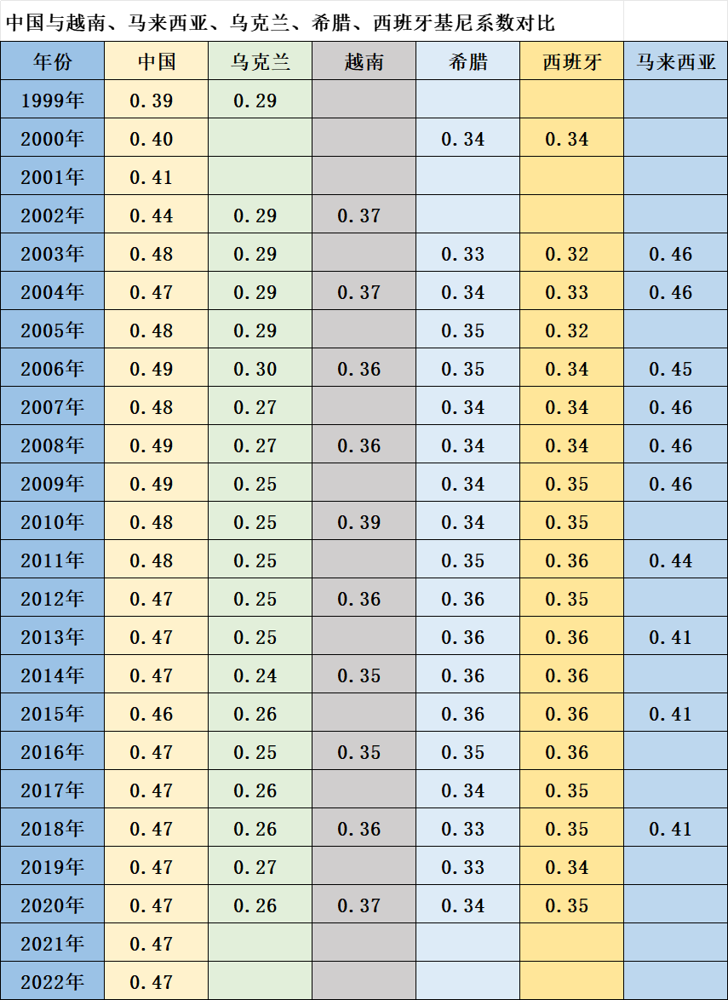 中国与越南、马来西亚、乌克兰、希腊、西班牙基尼系数对比
年份 中国 乌克兰 越南 希腊 西班牙 马来西亚
1999年 0.39 0.29
2000年 0.40 0.34 0.34
2001年 0.41
2002年 0.44 0.29 0.37
2003年 0.48 0.29 0.33 0.32 0.46
2004年 0.47 0.29 0.37 0.34 0.33 0.46
2005年 0.48 0.29 0.35 0.32
2006年 0.49 0.30 0.36 0.35 0.34 0.45
2007年 0.48 0.27 0.34 0.34 0.46
2008年 0.49 0.27 0.36 0.34 0.34 0.46
2009年 0.49 0.25 0.34 0.35 0.46
2010年 0.48 0.25 0.39 0.34 0.35
2011年 0.48 0.25 0.35 0.36 0.44
2012年 0.47 0.25 0.36 0.36 0.35
2013年 0.47 0.25 0.36 0.36 0.41
2014年 0.47 0.24 0.35 0.36 0.36
2015年 0.46 0.26 0.36 0.36 0.41
2016年 0.47 0.25 0.35 0.35 0.36
2017年 0.47 0.26 0.34 0.35
2018年 0.47 0.26 0.36 0.33 0.35 0.41
2019年 0.47 0.27 0.33 0.34
2020年 0.47 0.26 0.37 0.34 0.35
2021年 0.47
2022年 0.47